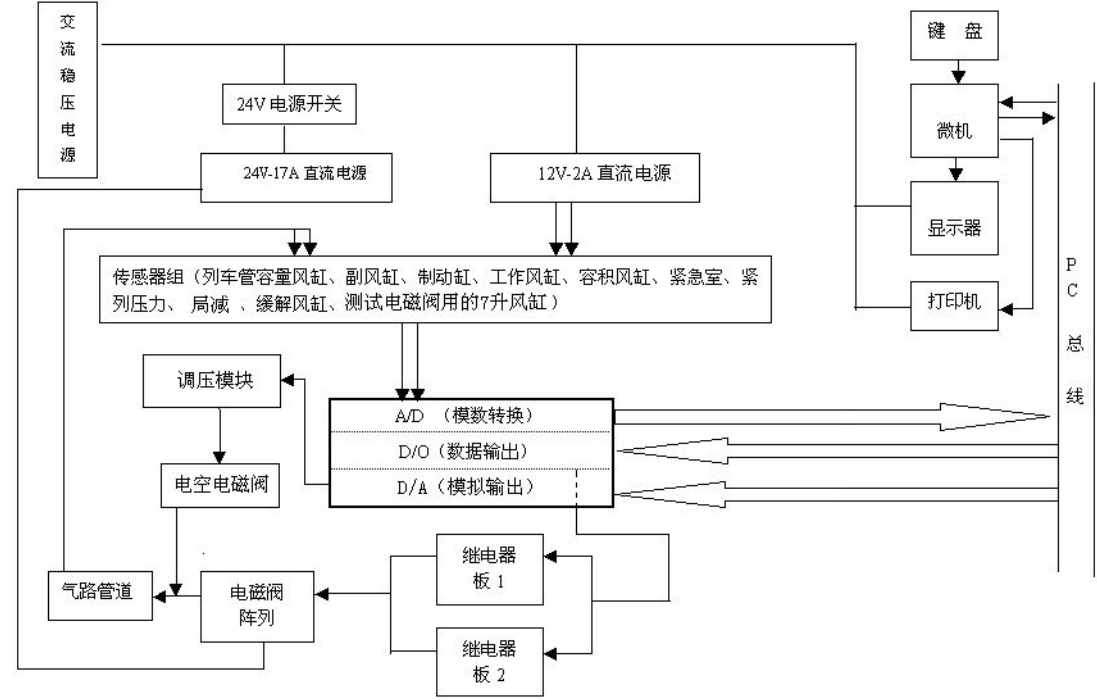 交
流
稳
压
电
源
键 盘
24V 电源开关
微机
24V-17A 直流电源
12V-2A 直流电源
显示器
传感器组（列车管容量风缸、副风缸、制动缸、工作风缸、容积风缸、紧急室、紧
列压力、 局减 、缓解风缸、测试电磁阀用的7升风缸）
打印机
P
C
总
线
调压模块
A/D （模数转换）
D/O（数据输出）
D/A（模拟输出）
电空电磁阀
继电器
板 1
气路管道
电磁阀
阵列
继电器
板 2